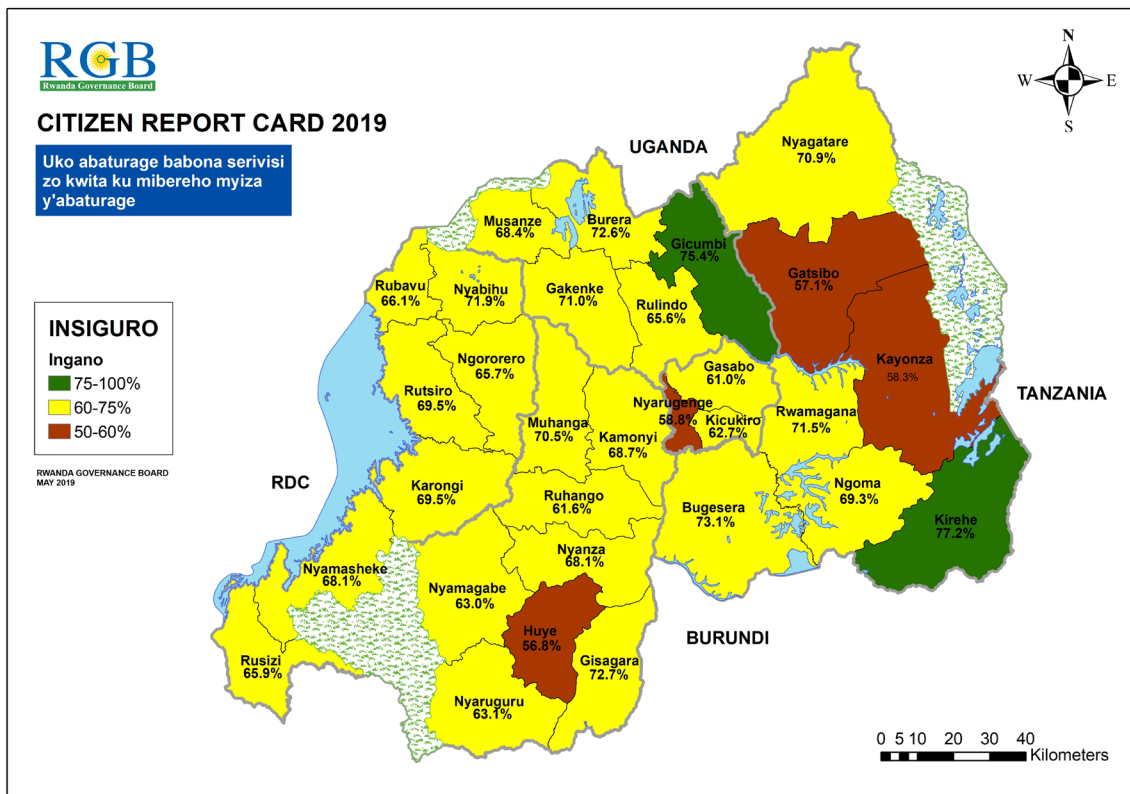 RGB
Rwanda Governance Board
CITIZEN REPORT CARD 2019
Uko abaturage babona serivisi
zo kwita ku mibereho myiza
y'abaturage
N
W
E
S
UGANDA
Nyagatare
70.9%
Musanze
68.4%
Burera
72.6%
Gicumbi
75.4%
Gatsibo
57.1%
Rubavu
66.1%
Nyabihu
71.9%
Gakenke
71.0%
Rulindo
65.6%
INSIGURO
Ingano
75-100%
60-75%
50-60%
RWANDA GOVERNANCE BOARD
MAY 2019
Ngororero
65.7%
Gasabo
61.0%
Kayonza
58.3%
TANZANIA
Rutsiro
69.5%
Nyarugenge
58.8%
Kicukiro
62.7%
Rwamagana
71.5%
Muhanga
70.5%
Kamonyi
68.7%
RDC
Karongi
69.5%
Ruhango
61.6%
Bugesera
73.1%
Ngoma
69.3%
Kirehe
77.2%
Nyamasheke
68.1%
Nyanza
68.1%
Nyamagabe
63.0%
Huye
56.8%
BURUNDI
Rusizi
65.9%
Gisagara
72.7%
Nyaruguru
63.1%
0 5 10 20 30 40
Kilometers